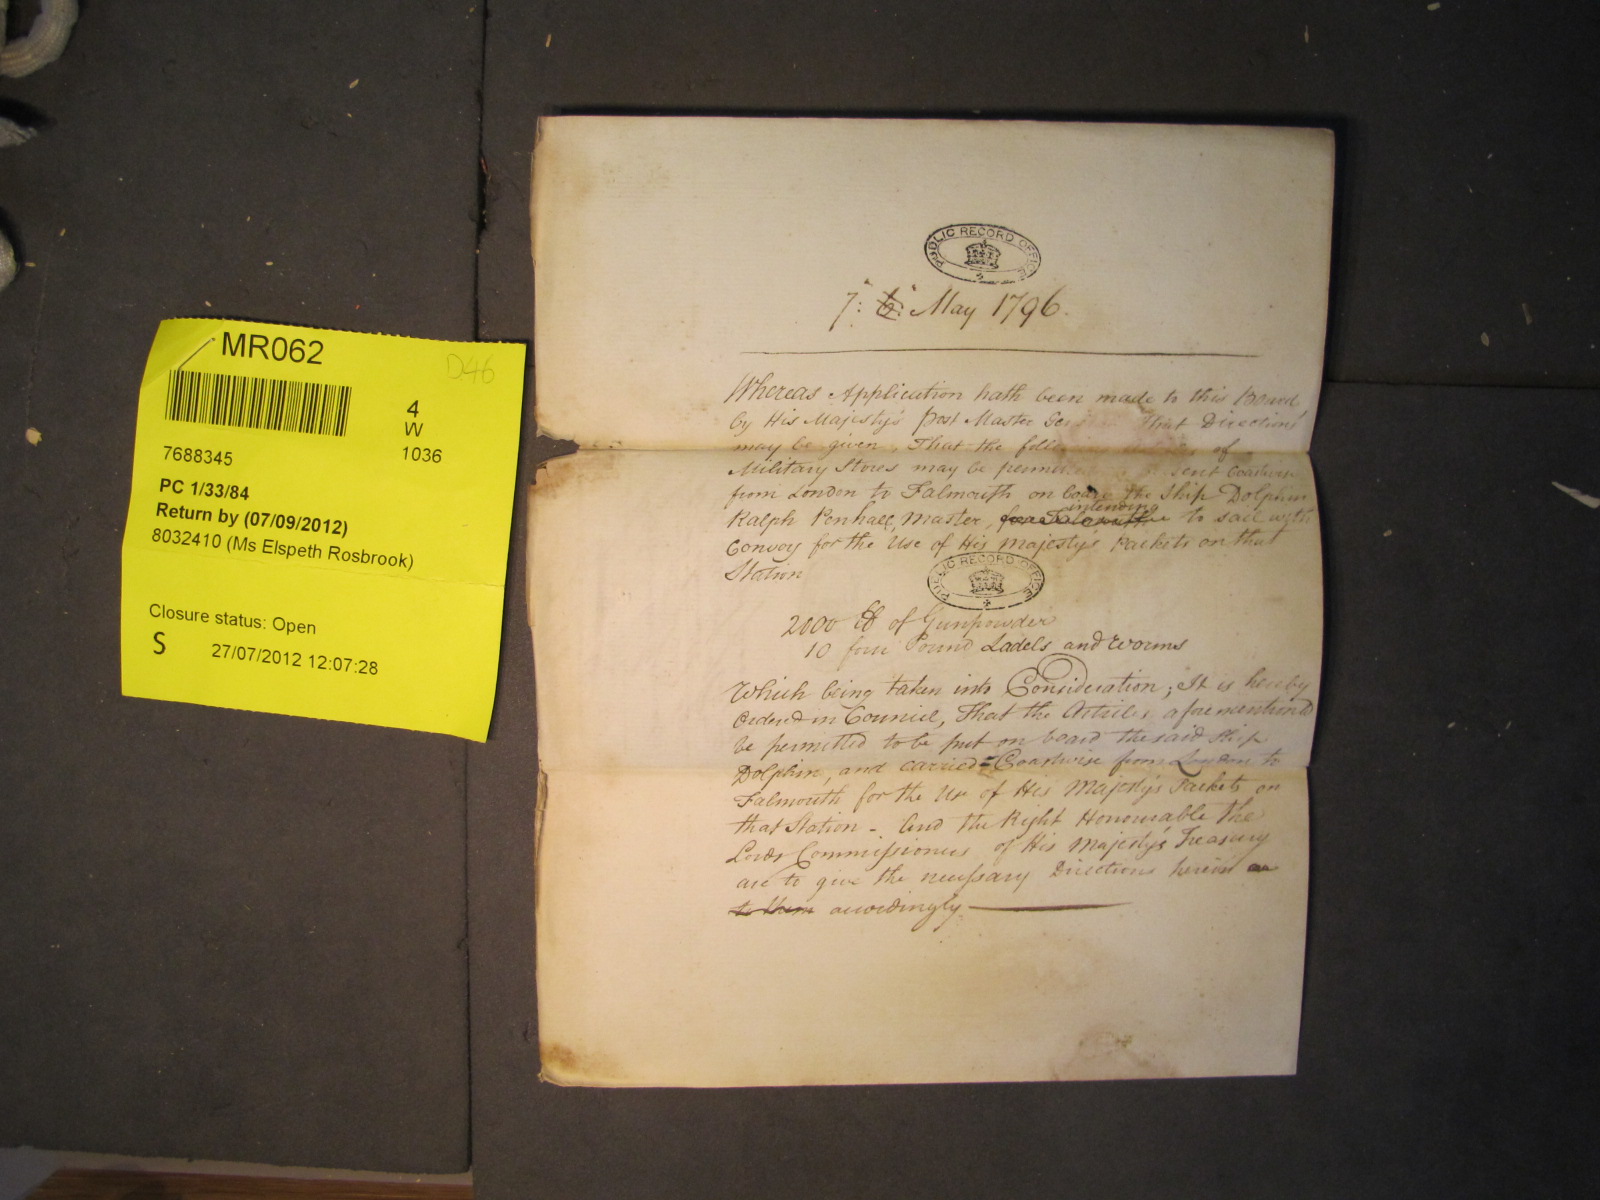 MR062
D46
4
W
1036
7688345
PC 1/33/84
Return by (07/09/2012)
8032410 (Ms Elspeth Rosbrook)
Closure status: Open
S 27/07/2012 12:07:28
PUBLIC RECORD OFFICE
7: 6: May 1796.
Whereas Application hath been made to this Board
by His Majesty's Post Master That Directions
may be given, That the of
Military Stores may be sent Coastwise
from London to Falmouth on board the Ship Dolphin
Ralph Penhall, Master, for Falmouth intending to sail with
Convoy for the Use of His Majesty's Packets on that
Station
PUBLIC RECORD OFFICE
2000 lb of Gunpowder
10 four Pound Ladels and Worms
Which being taken into Consideration; It is hereby
Ordered in Council, That the Articles aforementioned
be permitted to be put on board the said Ship
Dolphin, and carried Coastwise from London to
Falmouth for the Use of His Majesty's Packets on
that Station - And the Right Honourable the
Lords Commissioners of His Majesty's Treasury
are to give the necessary Directions herein as
to them accordingly